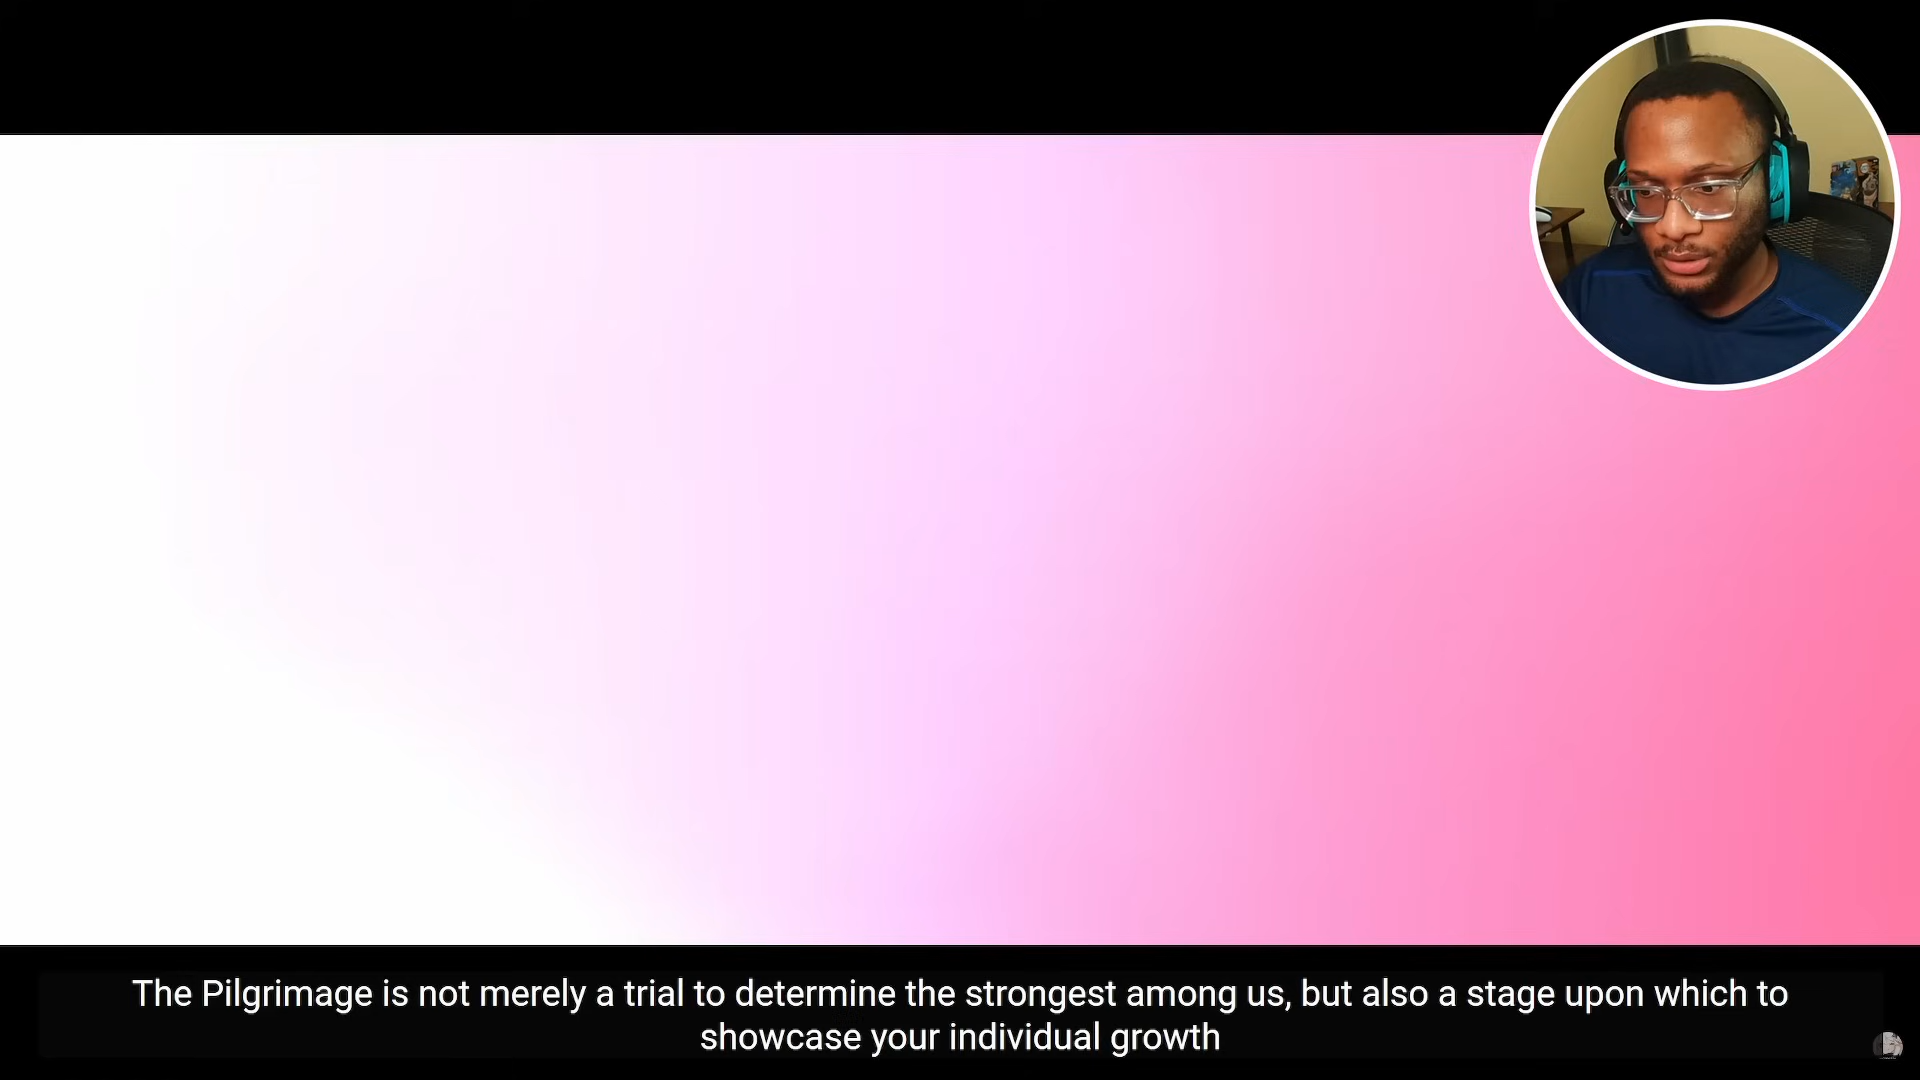 The Pilgrimage is not merely a trial to determine the strongest among us, but also a stage upon which to
showcase your individual growth